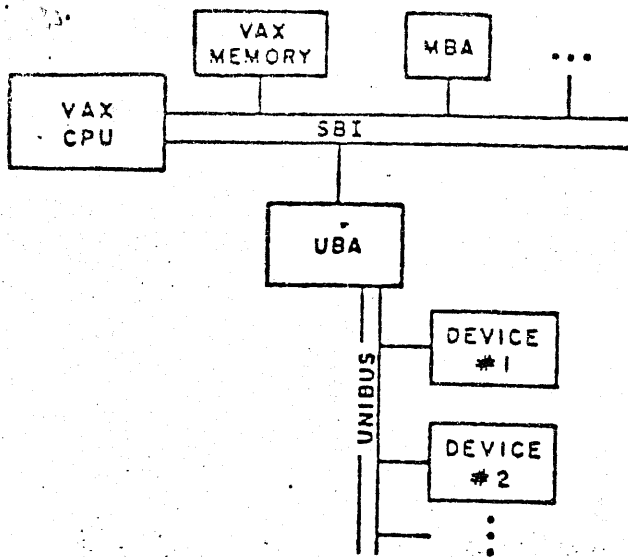 VAX
MEMORY
MBA
...
VAX
CPU
SBI
UBA
UNIBUS
DEVICE
#1
DEVICE
#2